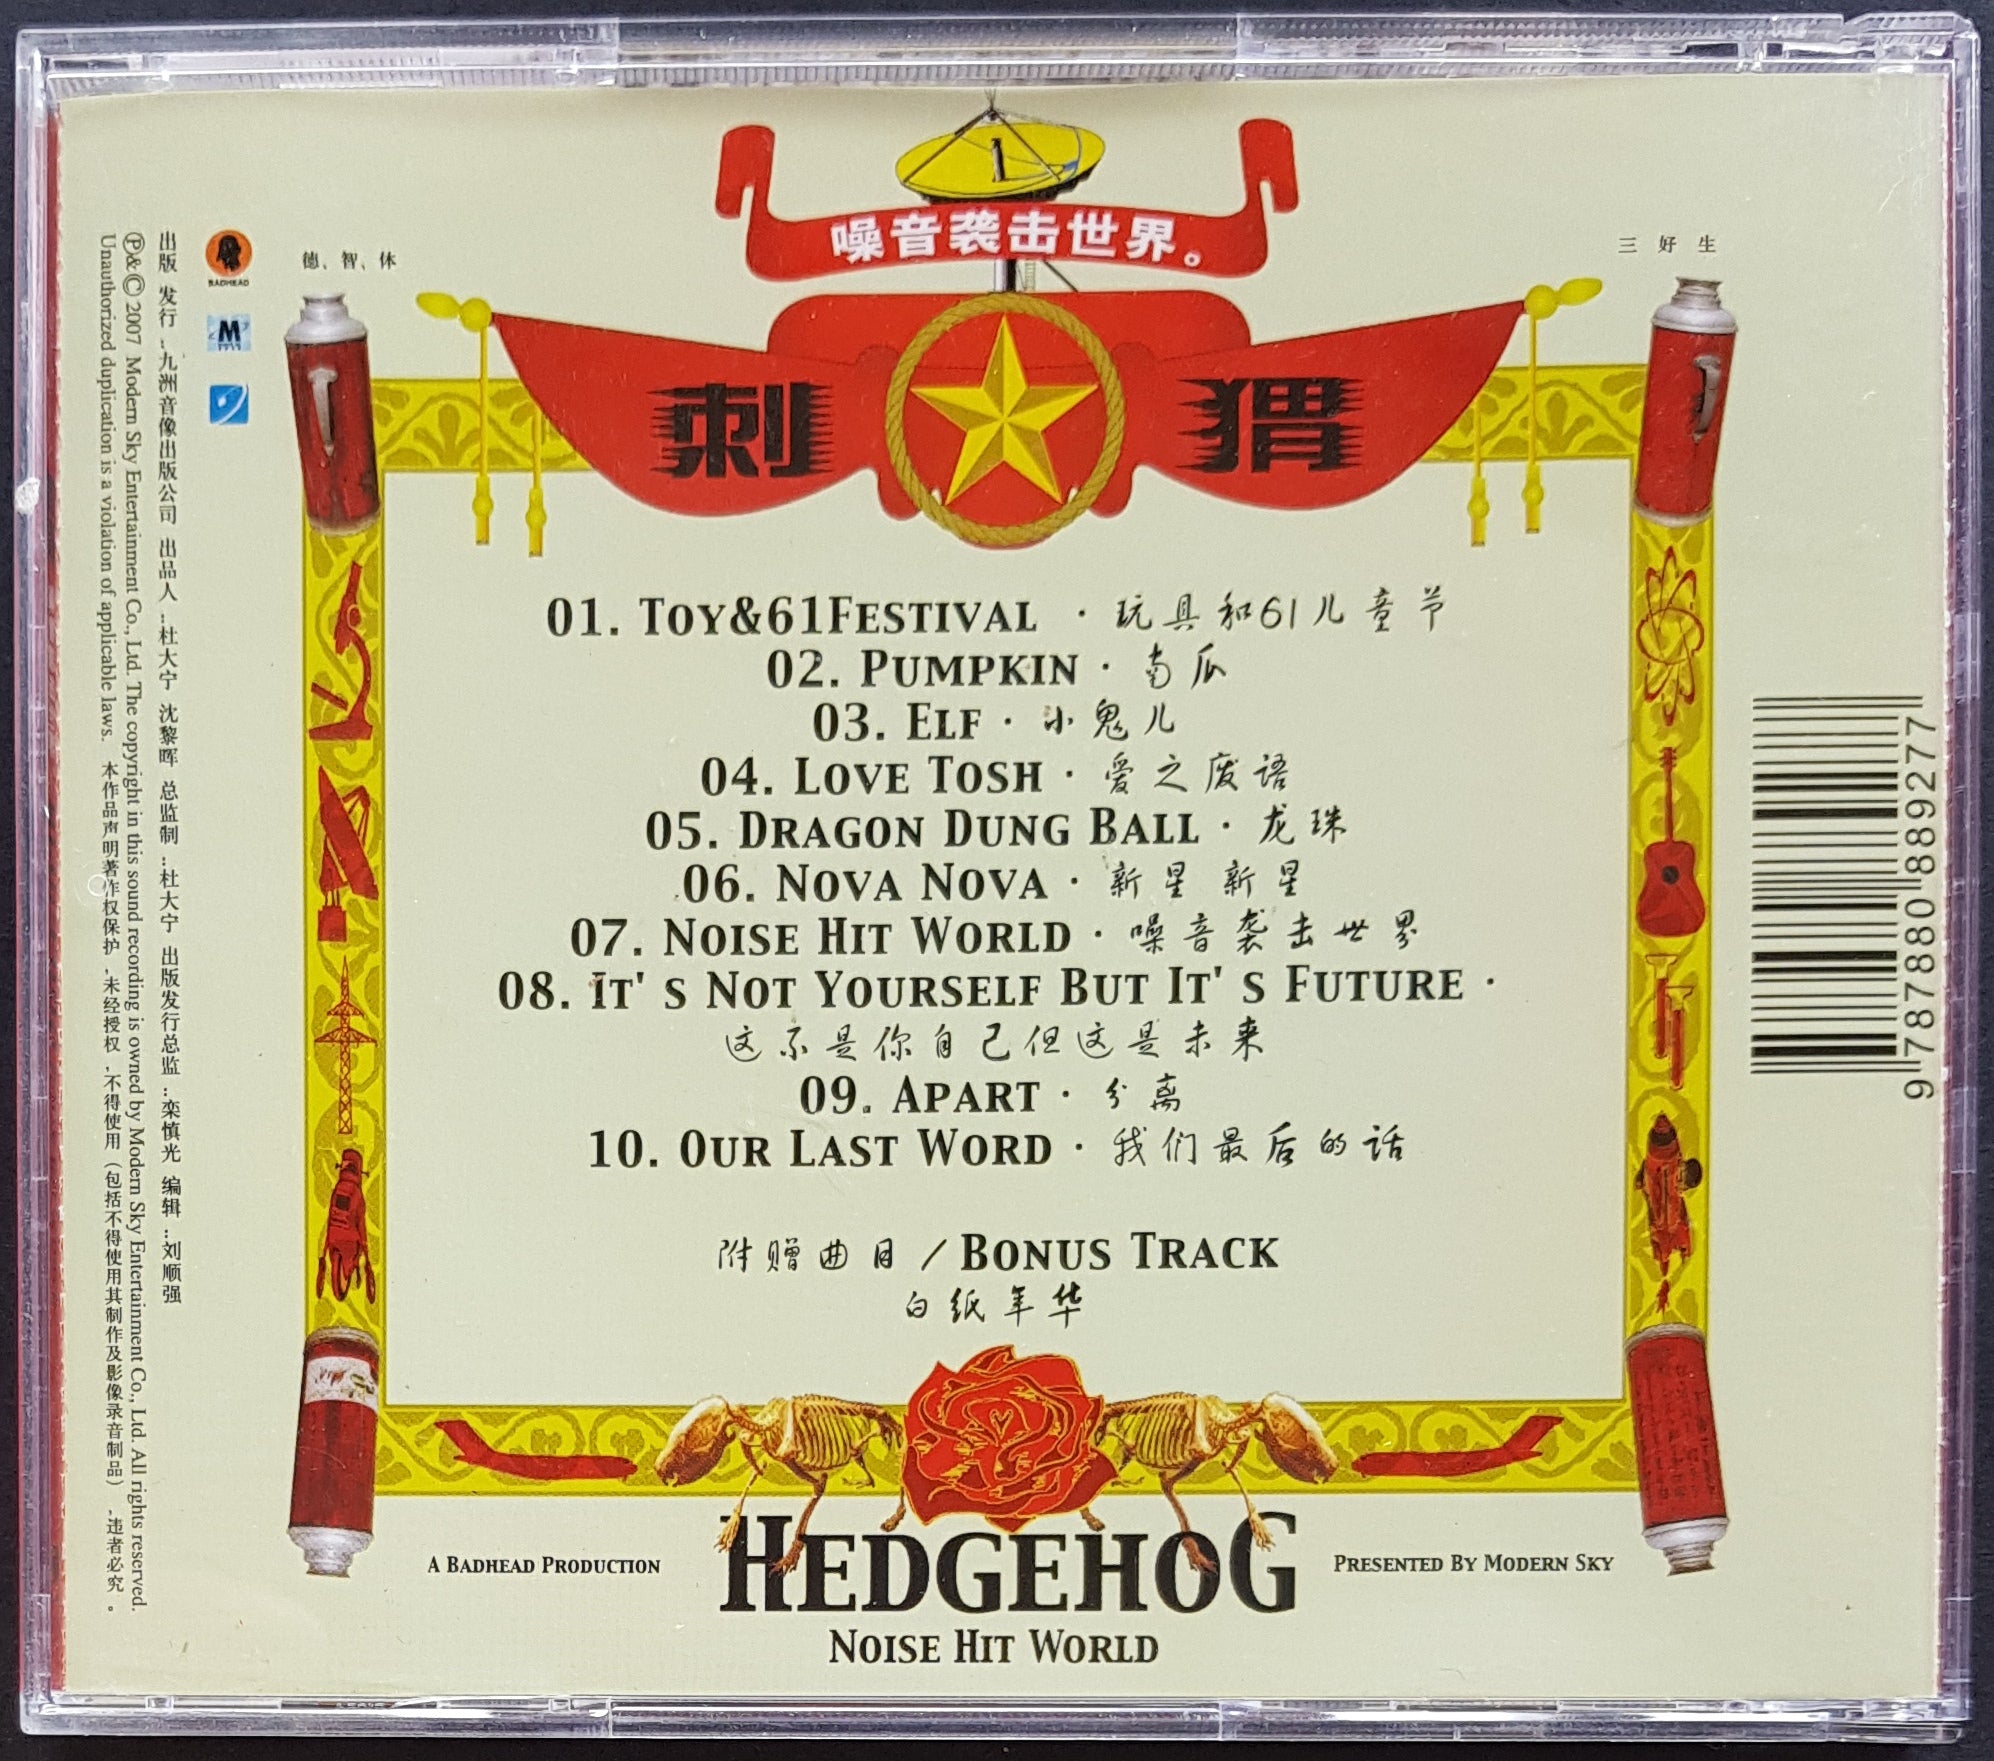 噪音袭击世界。
德、智、体
三 好 生
刺 猬
01. TOY&61FESTIVAL · 玩具和61儿童节
02. PUMPKIN · 南瓜
03. ELF · 小鬼儿
04. LOVE TOSH · 爱之废语
05. DRAGON DUNG BALL · 龙珠
06. NOVA NOVA · 新星 新星
07. NOISE HIT WORLD · 噪音袭击世界
08. IT'S NOT YOURSELF BUT IT'S FUTURE ·
这不是你自己但这是未来
09. APART · 分离
10. OUR LAST WORD · 我们最后的话
附赠曲目 / BONUS TRACK
白纸年华
A BADHEAD PRODUCTION
HEDGEHOG
PRESENTED BY MODERN SKY
NOISE HIT WORLD
BADHEAD
M
出版 发行：九洲音像出版公司 出品人：杜大宁 沈黎晖 总监制：杜大宁 出版发行总监：栾慎光 编辑：刘顺强
℗&© 2007 Modern Sky Entertainment Co., Ltd. The copyright in this sound recording is owned by Modern Sky Entertainment Co., Ltd. All rights reserved.
Unauthorized duplication is a violation of applicable laws. 本作品声明著作权保护，未经授权，不得使用（包括不得使用其制作及影像录音制品），违者必究。
9 787880 889277